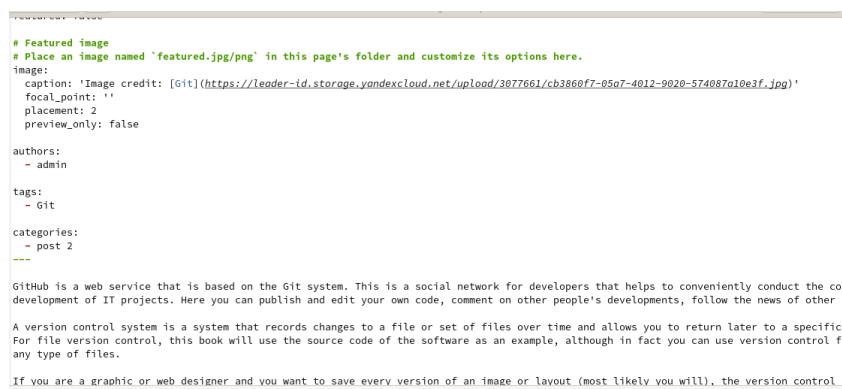 featured: false
# Featured image
# Place an image named `featured.jpg/png` in this page's folder and customize its options here.
image:
  caption: 'Image credit: [Git](https://leader-id.storage.yandexcloud.net/upload/3077661/cb3860f7-05a7-4012-9020-574087a10e3f.jpg)'
  focal_point: ''
  placement: 2
  preview_only: false
authors:
  - admin
tags:
  - Git
categories:
  - post 2
---
GitHub is a web service that is based on the Git system. This is a social network for developers that helps to conveniently conduct the co
development of IT projects. Here you can publish and edit your own code, comment on other people's developments, follow the news of other
A version control system is a system that records changes to a file or set of files over time and allows you to return later to a specific
For file version control, this book will use the source code of the software as an example, although in fact you can use version control f
any type of files.
If you are a graphic or web designer and you want to save every version of an image or layout (most likely you will), the version control